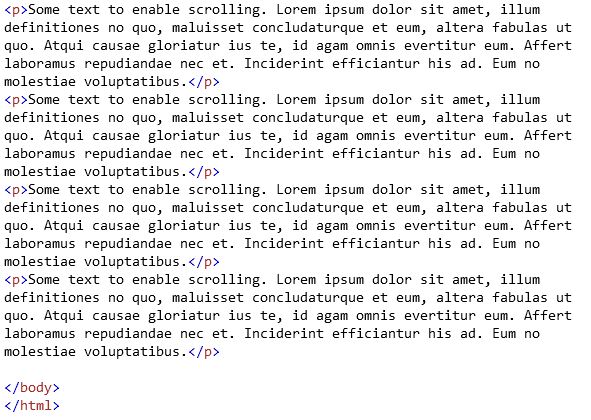 <p>Some text to enable scrolling. Lorem ipsum dolor sit amet, illum
definitiones no quo, maluisset concludaturque et eum, altera fabulas ut
quo. Atqui causae gloriatur ius te, id agam omnis evertitur eum. Affert
laboramus repudiandae nec et. Inciderint efficiantur his ad. Eum no
molestiae voluptatibus.</p>
<p>Some text to enable scrolling. Lorem ipsum dolor sit amet, illum
definitiones no quo, maluisset concludaturque et eum, altera fabulas ut
quo. Atqui causae gloriatur ius te, id agam omnis evertitur eum. Affert
laboramus repudiandae nec et. Inciderint efficiantur his ad. Eum no
molestiae voluptatibus.</p>
<p>Some text to enable scrolling. Lorem ipsum dolor sit amet, illum
definitiones no quo, maluisset concludaturque et eum, altera fabulas ut
quo. Atqui causae gloriatur ius te, id agam omnis evertitur eum. Affert
laboramus repudiandae nec et. Inciderint efficiantur his ad. Eum no
molestiae voluptatibus.</p>
<p>Some text to enable scrolling. Lorem ipsum dolor sit amet, illum
definitiones no quo, maluisset concludaturque et eum, altera fabulas ut
quo. Atqui causae gloriatur ius te, id agam omnis evertitur eum. Affert
laboramus repudiandae nec et. Inciderint efficiantur his ad. Eum no
molestiae voluptatibus.</p>
</body>
</html>